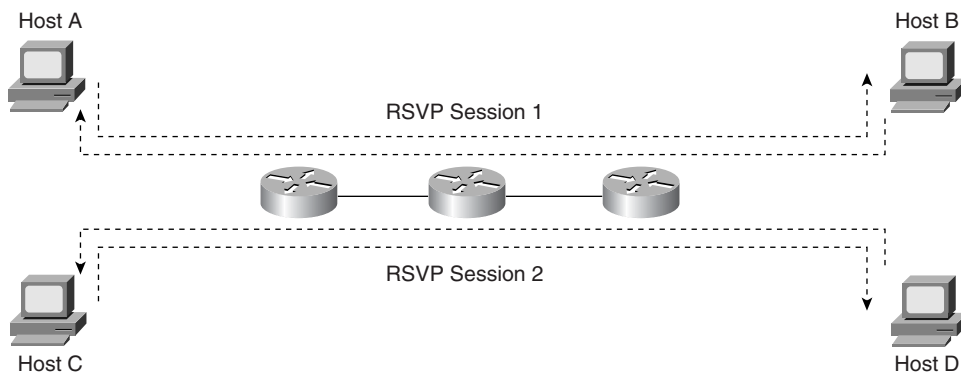 Host A
Host B
RSVP Session 1
RSVP Session 2
Host C
Host D